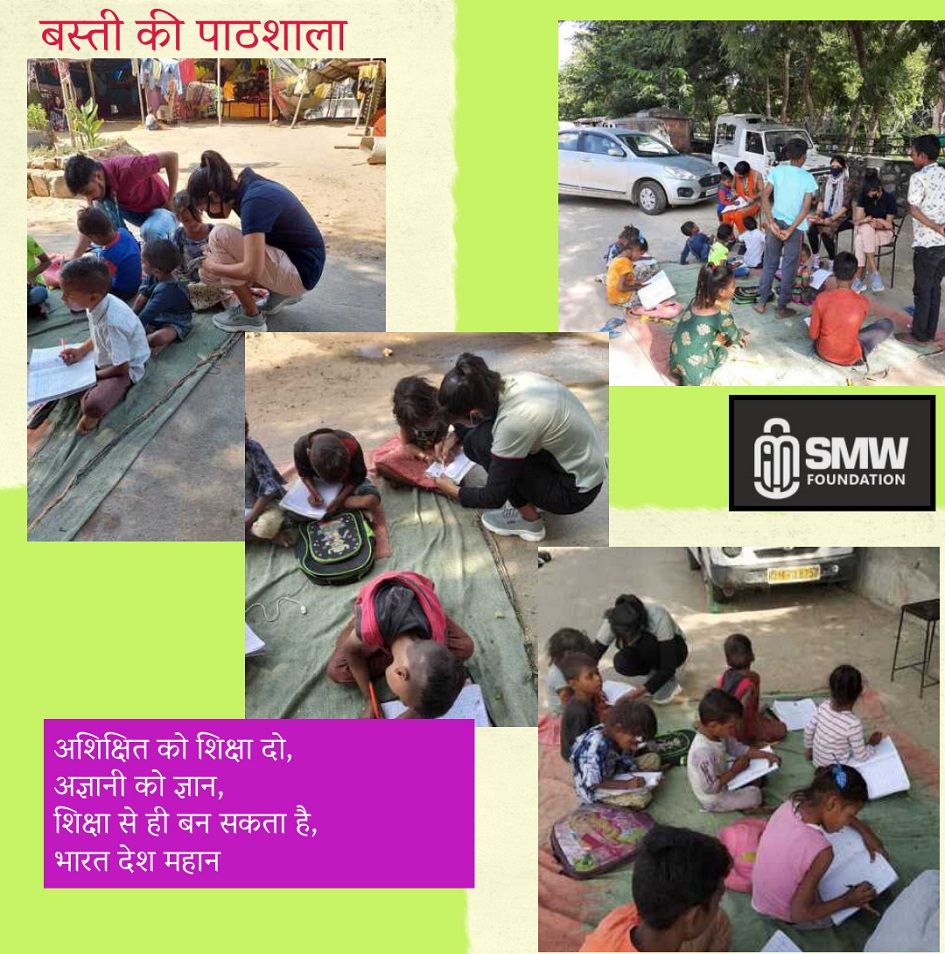 बस्ती की पाठशाला
SMW
FOUNDATION
अशिक्षित को शिक्षा दो,
अज्ञानी को ज्ञान,
शिक्षा से ही बन सकता है,
भारत देश महान